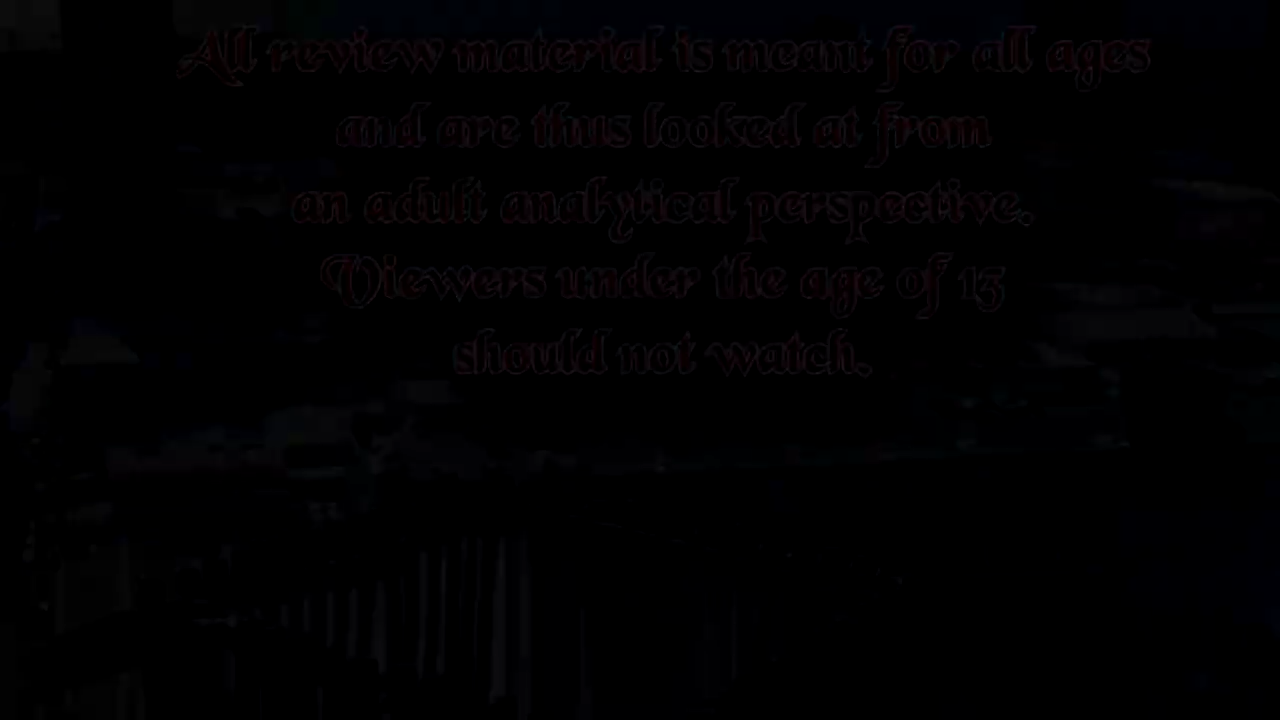 All review material is meant for all ages
and are thus looked at from
an adult analytical perspective.
Viewers under the age of 13
should not watch.